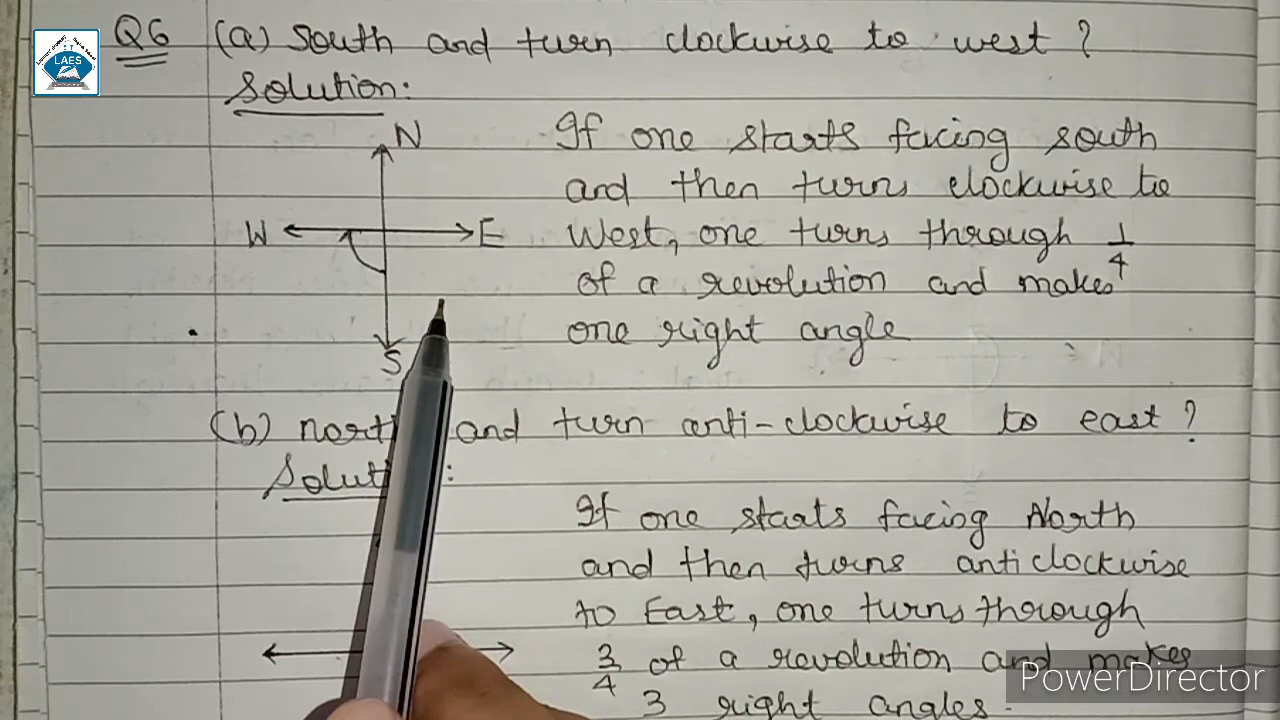 Q6 (a) South and turn clockwise to west ?
LAES
Solution:
N
If one starts facing south
and then turns clockwise to
W E West, one turns through 1/4
of a revolution and makes
one right angle
S
(b) and turn anti-clockwise to east ?
If one starts facing North
and then turns anticlockwise
to East, one turns through
3/4 of a revolution and makes
3 right angles.
PowerDirector